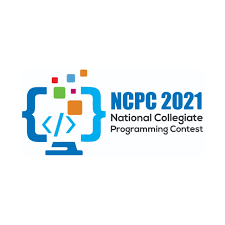 NCPC 2021
National Collegiate
Programming Contest
</>